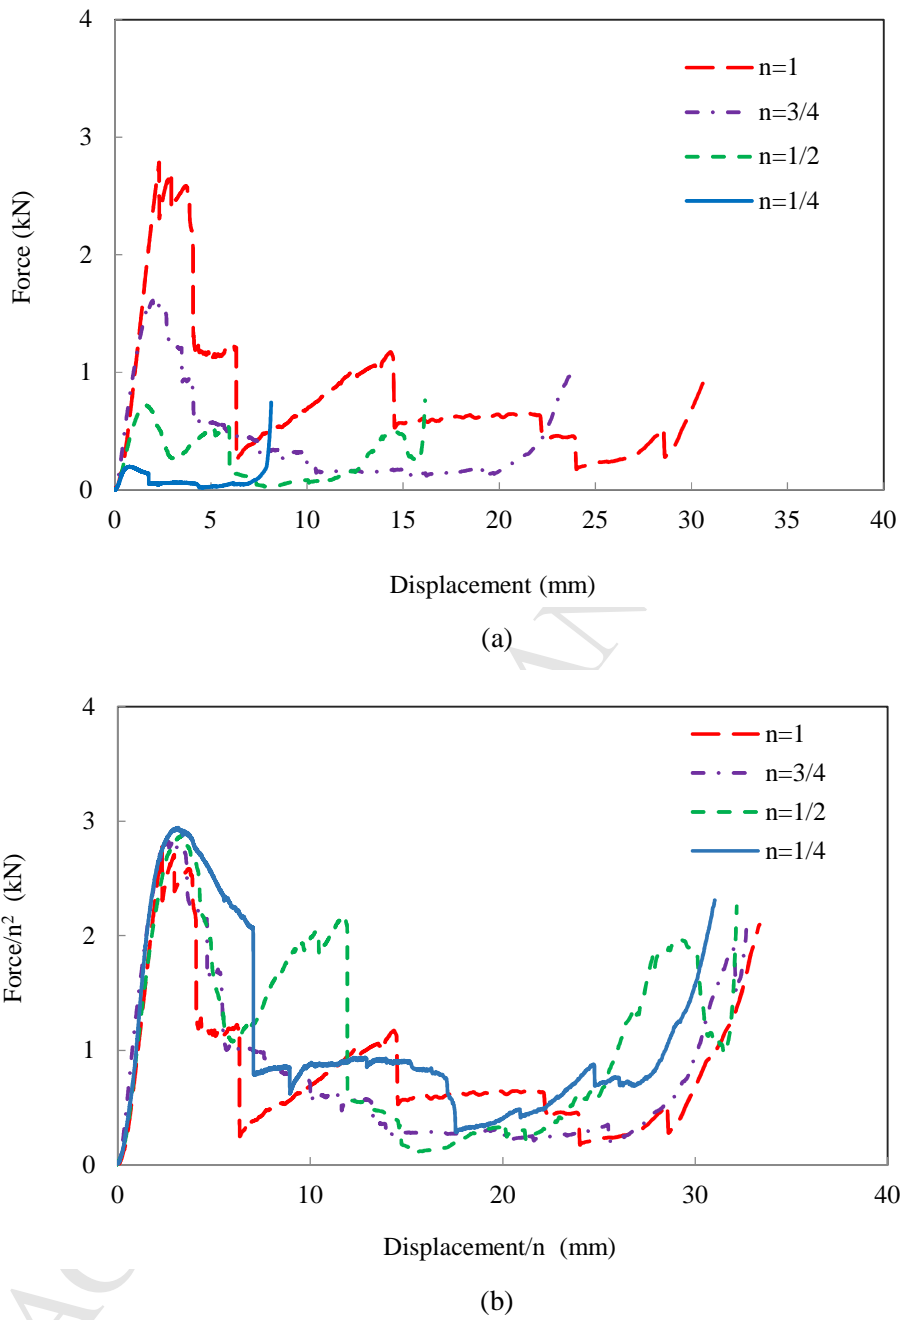 4
3
2
1
0
Force (kN)
n=1
n=3/4
n=1/2
n=1/4
0 5 10 15 20 25 30 35 40
Displacement (mm)
(a)
4
3
2
1
0
Force/n² (kN)
n=1
n=3/4
n=1/2
n=1/4
0 10 20 30 40
Displacement/n (mm)
(b)